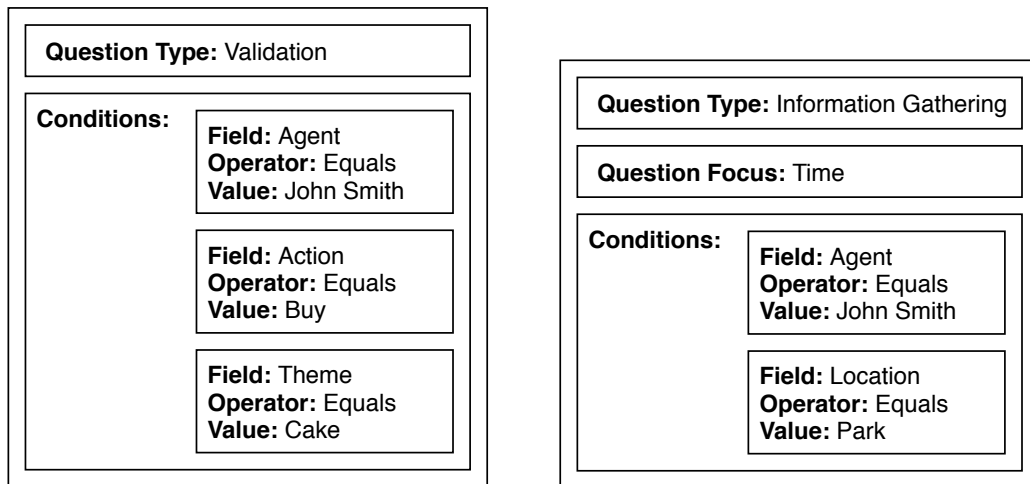 Question Type: Validation
Conditions:
Field: Agent
Operator: Equals
Value: John Smith
Field: Action
Operator: Equals
Value: Buy
Field: Theme
Operator: Equals
Value: Cake
Question Type: Information Gathering
Question Focus: Time
Conditions:
Field: Agent
Operator: Equals
Value: John Smith
Field: Location
Operator: Equals
Value: Park